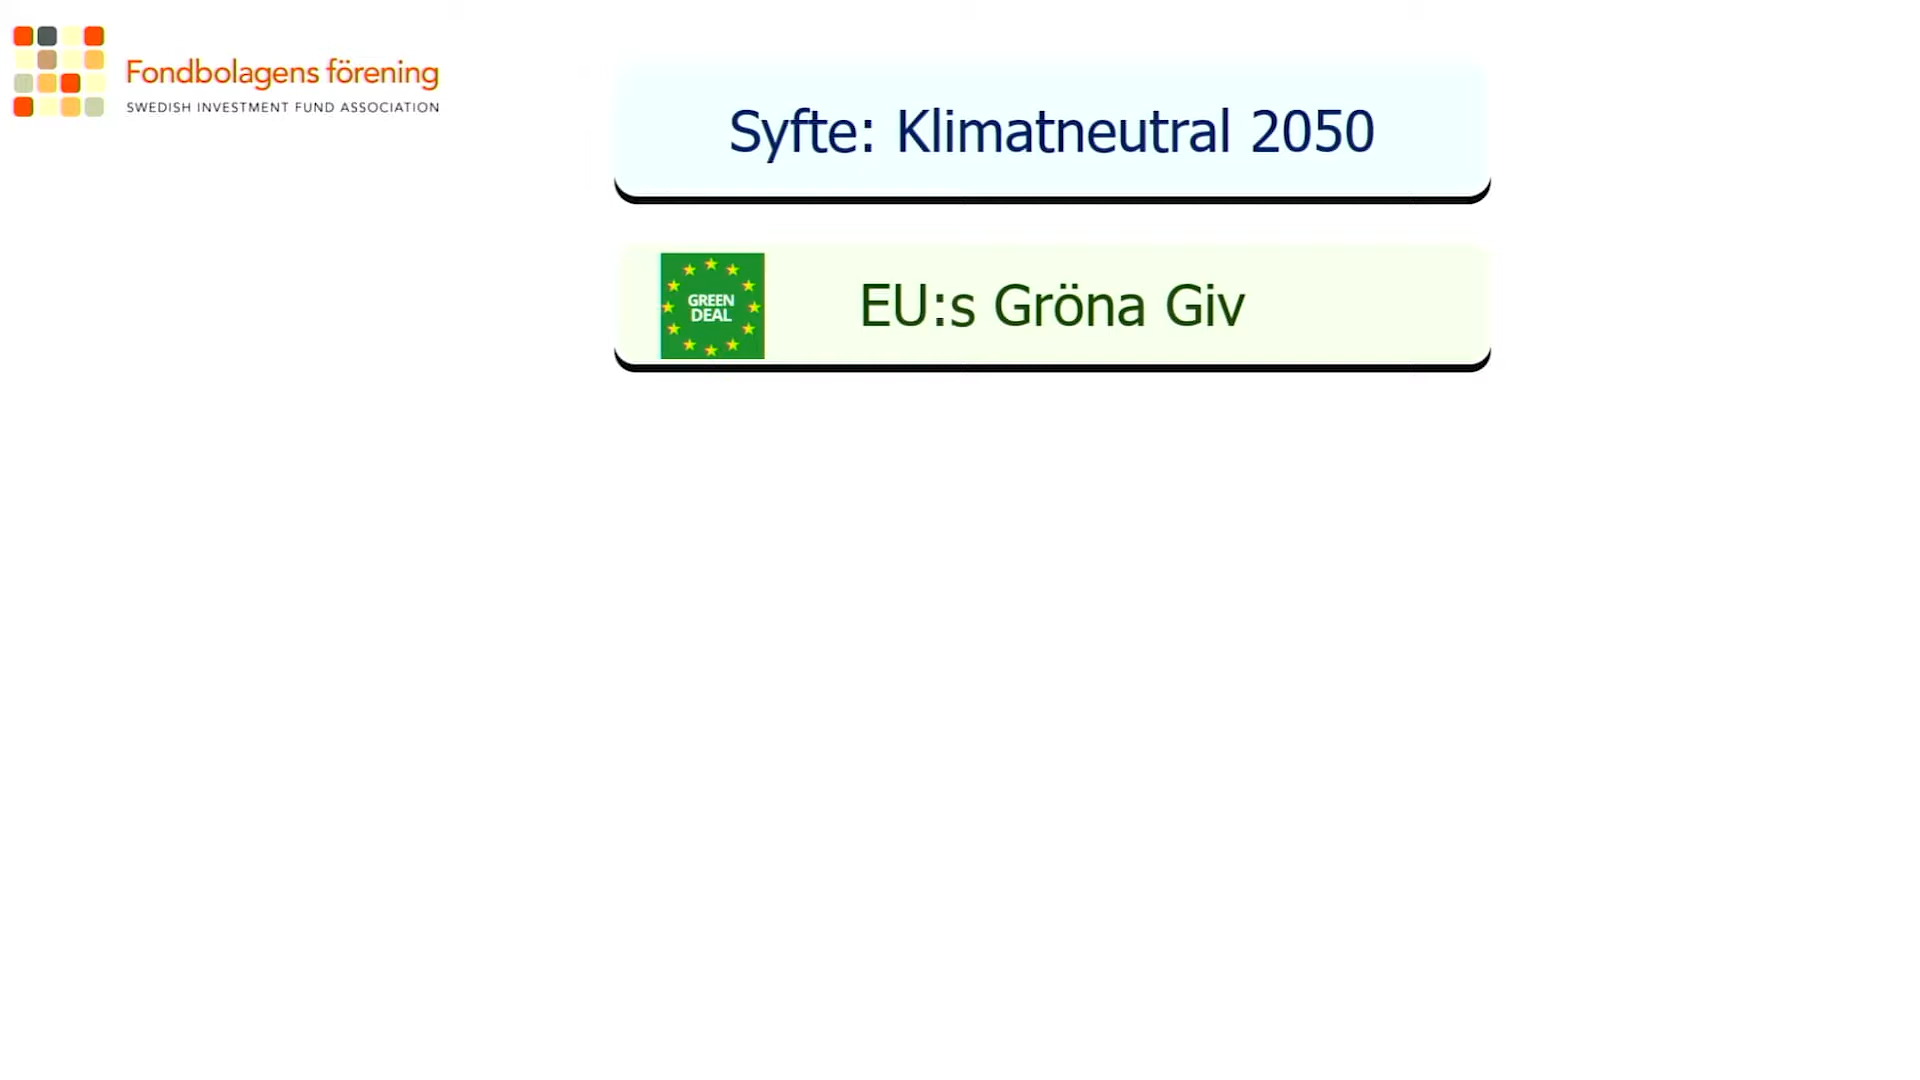 Fondbolagens förening
SWEDISH INVESTMENT FUND ASSOCIATION
Syfte: Klimatneutral 2050
GREEN
DEAL
EU:s Gröna Giv